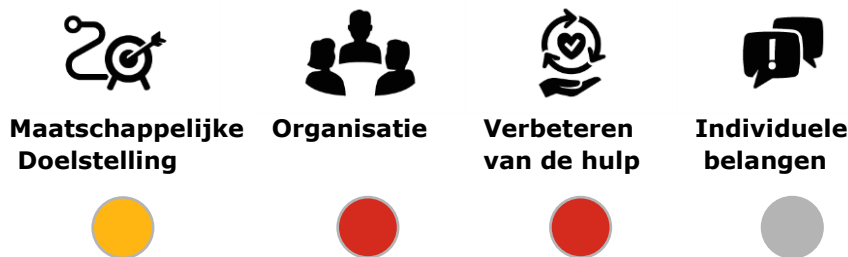 Maatschappelijke Organisatie Verbeteren Individuele
Doelstelling van de hulp belangen